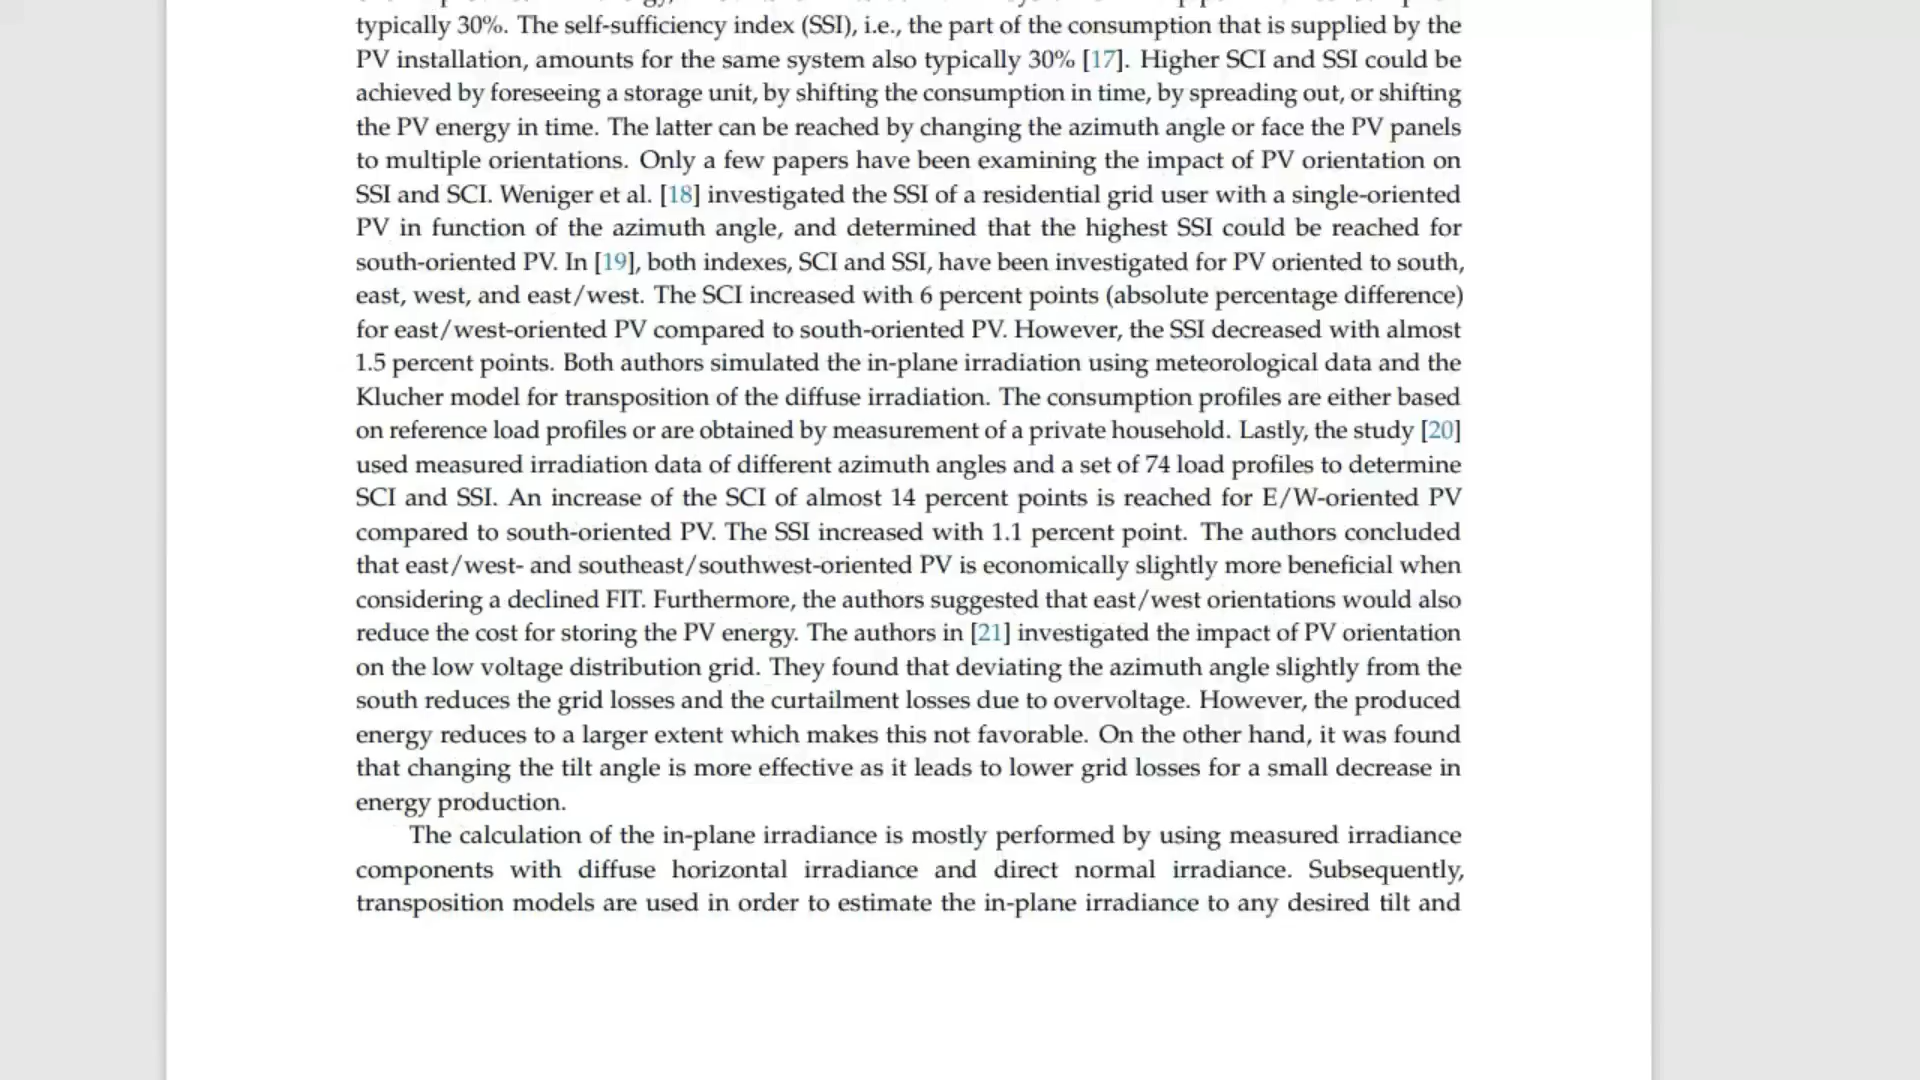 typically 30%. The self-sufficiency index (SSI), i.e., the part of the consumption that is supplied by the
PV installation, amounts for the same system also typically 30% [17]. Higher SCI and SSI could be
achieved by foreseeing a storage unit, by shifting the consumption in time, by spreading out, or shifting
the PV energy in time. The latter can be reached by changing the azimuth angle or face the PV panels
to multiple orientations. Only a few papers have been examining the impact of PV orientation on
SSI and SCI. Weniger et al. [18] investigated the SSI of a residential grid user with a single-oriented
PV in function of the azimuth angle, and determined that the highest SSI could be reached for
south-oriented PV. In [19], both indexes, SCI and SSI, have been investigated for PV oriented to south,
east, west, and east/west. The SCI increased with 6 percent points (absolute percentage difference)
for east/west-oriented PV compared to south-oriented PV. However, the SSI decreased with almost
1.5 percent points. Both authors simulated the in-plane irradiation using meteorological data and the
Klucher model for transposition of the diffuse irradiation. The consumption profiles are either based
on reference load profiles or are obtained by measurement of a private household. Lastly, the study [20]
used measured irradiation data of different azimuth angles and a set of 74 load profiles to determine
SCI and SSI. An increase of the SCI of almost 14 percent points is reached for E/W-oriented PV
compared to south-oriented PV. The SSI increased with 1.1 percent point. The authors concluded
that east/west- and southeast/southwest-oriented PV is economically slightly more beneficial when
considering a declined FIT. Furthermore, the authors suggested that east/west orientations would also
reduce the cost for storing the PV energy. The authors in [21] investigated the impact of PV orientation
on the low voltage distribution grid. They found that deviating the azimuth angle slightly from the
south reduces the grid losses and the curtailment losses due to overvoltage. However, the produced
energy reduces to a larger extent which makes this not favorable. On the other hand, it was found
that changing the tilt angle is more effective as it leads to lower grid losses for a small decrease in
energy production.
The calculation of the in-plane irradiance is mostly performed by using measured irradiance
components with diffuse horizontal irradiance and direct normal irradiance. Subsequently,
transposition models are used in order to estimate the in-plane irradiance to any desired tilt and